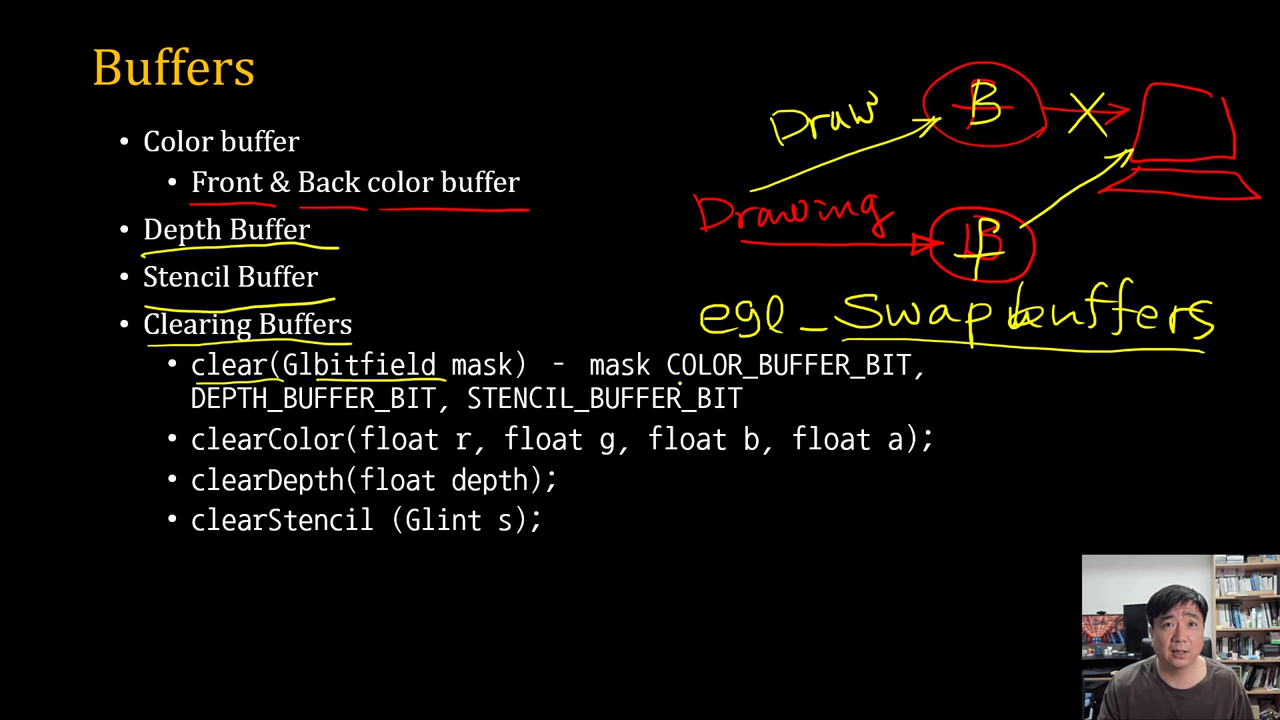 Buffers
• Color buffer
• Front & Back color buffer
• Depth Buffer
• Stencil Buffer
• Clearing Buffers
• clear(Glbitfield mask) - mask COLOR_BUFFER_BIT,
DEPTH_BUFFER_BIT, STENCIL_BUFFER_BIT
• clearColor(float r, float g, float b, float a);
• clearDepth(float depth);
• clearStencil (Glint s);
Draw
B
Drawing
egl_Swapbuffers